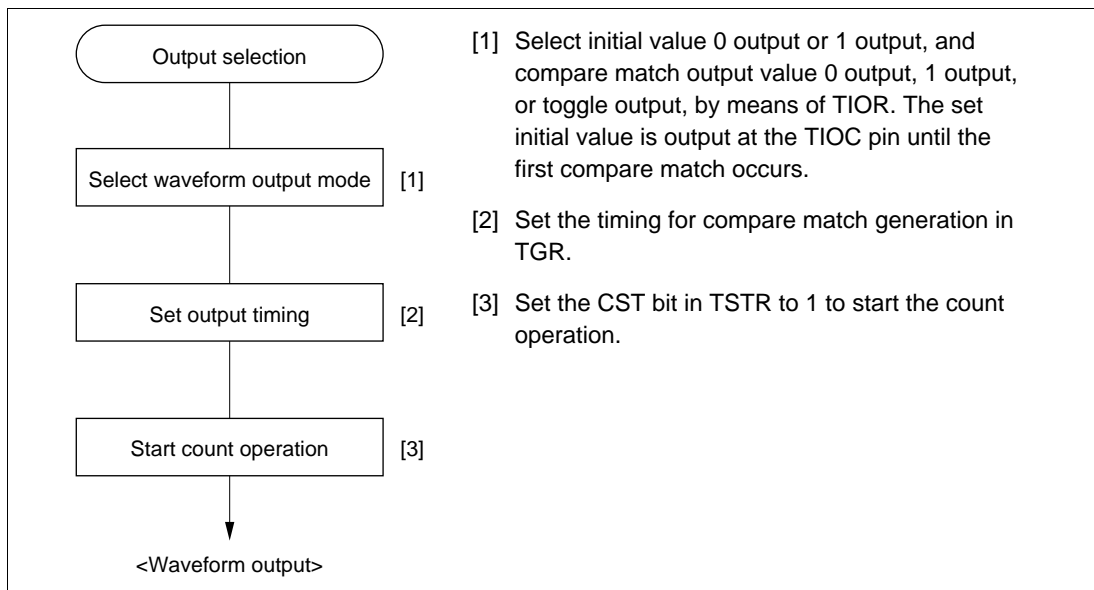 Output selection
Select waveform output mode [1]
Set output timing [2]
Start count operation [3]
<Waveform output>
[1] Select initial value 0 output or 1 output, and
compare match output value 0 output, 1 output,
or toggle output, by means of TIOR. The set
initial value is output at the TIOC pin until the
first compare match occurs.
[2] Set the timing for compare match generation in
TGR.
[3] Set the CST bit in TSTR to 1 to start the count
operation.